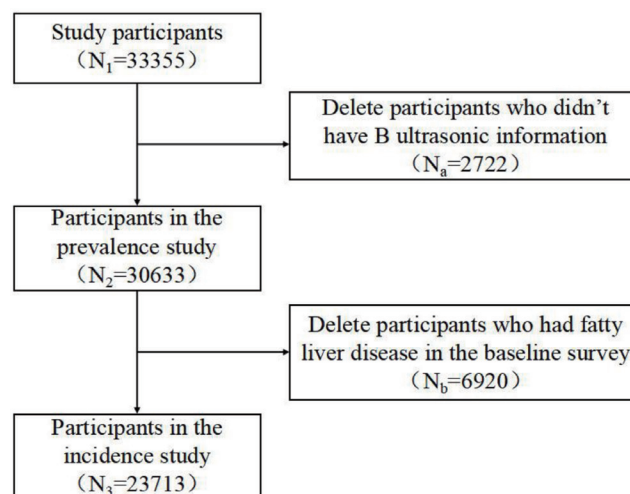 Study participants
（N₁=33355）
Delete participants who didn’t
have B ultrasonic information
（Nₐ=2722）
Participants in the
prevalence study
（N₂=30633）
Delete participants who had fatty
liver disease in the baseline survey
（N_b=6920）
Participants in the
incidence study
（N₃=23713）